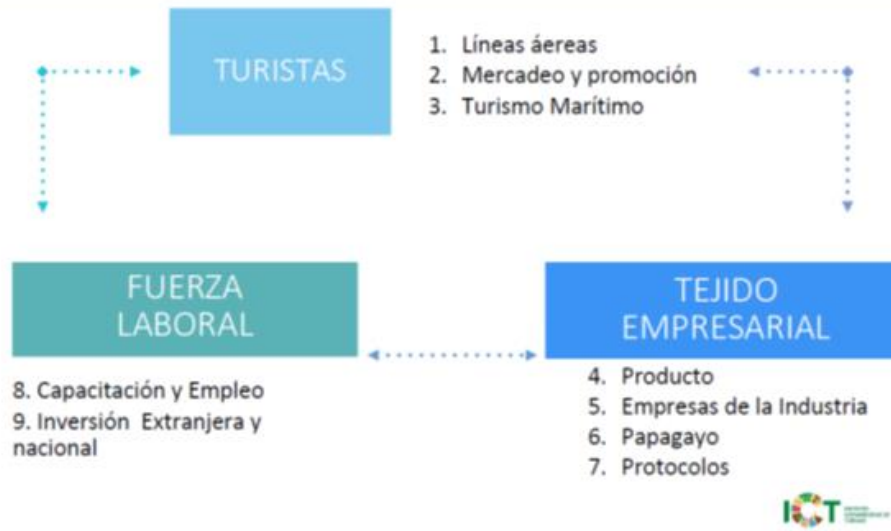 TURISTAS
1. Líneas áereas
2. Mercadeo y promoción
3. Turismo Marítimo
FUERZA
LABORAL
8. Capacitación y Empleo
9. Inversión Extranjera y
nacional
TEJIDO
EMPRESARIAL
4. Producto
5. Empresas de la Industria
6. Papagayo
7. Protocolos
ICT